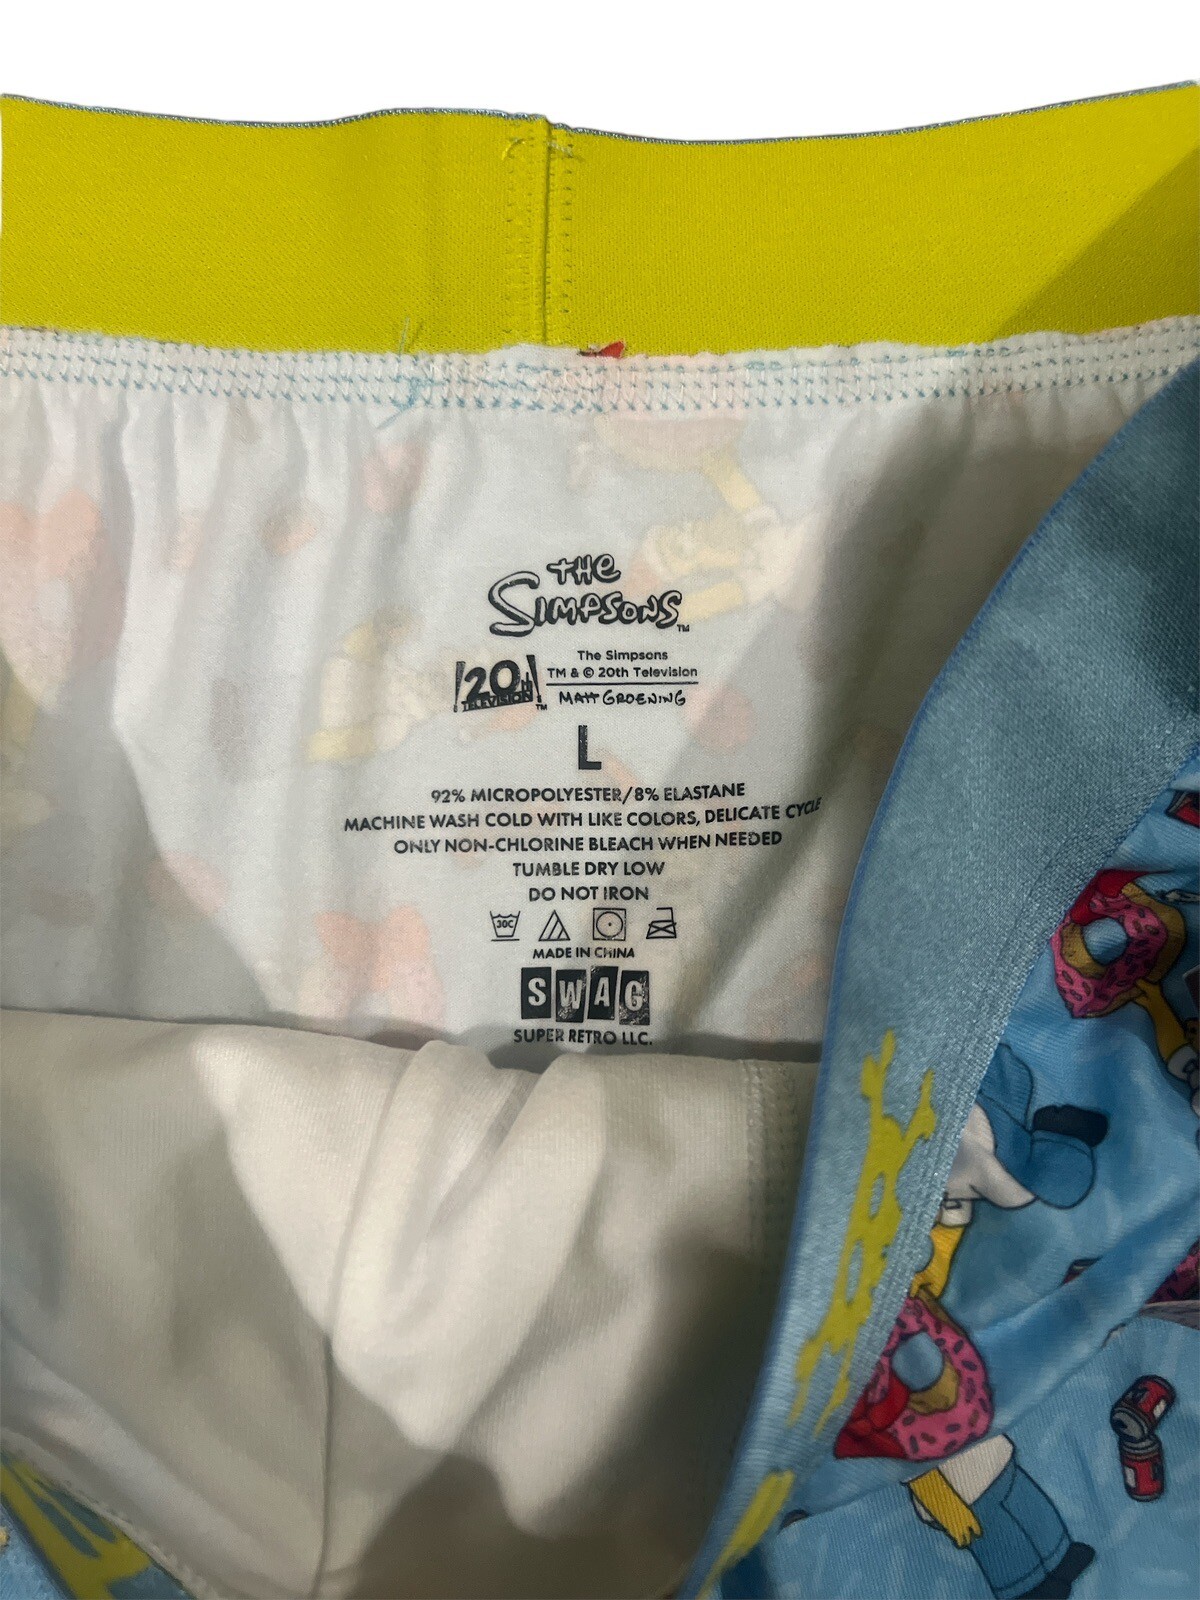 THE
SIMPSONS TM
20th TELEVISION TM
The Simpsons
TM & © 20th Television
MATT GROENING
L
92% MICROPOLYESTER/8% ELASTANE
MACHINE WASH COLD WITH LIKE COLORS, DELICATE CYCLE
ONLY NON-CHLORINE BLEACH WHEN NEEDED
TUMBLE DRY LOW
DO NOT IRON
30C
MADE IN CHINA
SWAG
SUPER RETRO LLC.